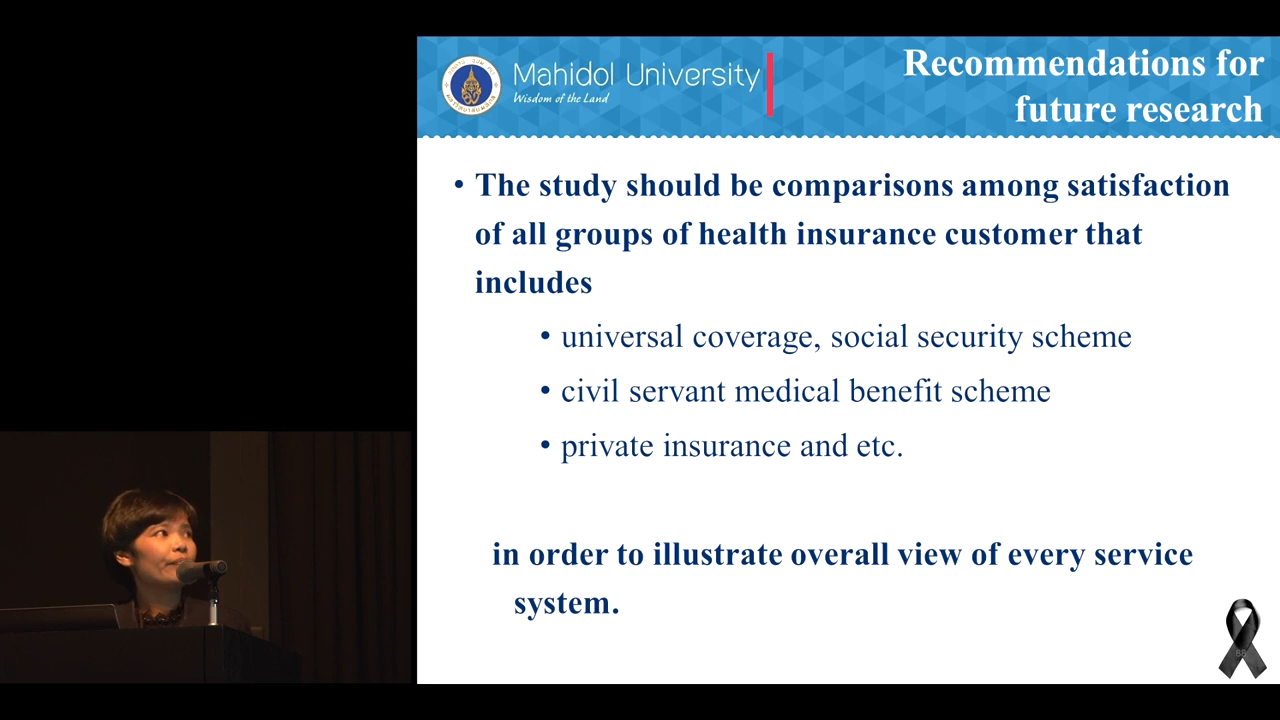 Mahidol University
Wisdom of the Land
Recommendations for
future research
• The study should be comparisons among satisfaction
of all groups of health insurance customer that
includes
• universal coverage, social security scheme
• civil servant medical benefit scheme
• private insurance and etc.
in order to illustrate overall view of every service
system.
88